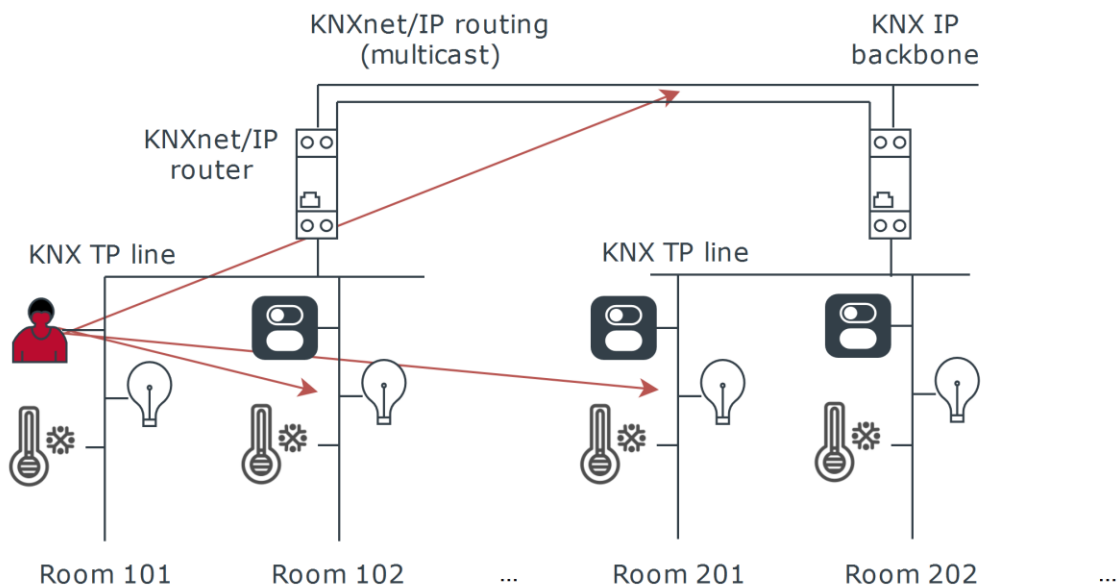 KNXnet/IP routing
(multicast)
KNX IP
backbone
KNXnet/IP
router
KNX TP line
KNX TP line
Room 101
Room 102
...
Room 201
Room 202
...